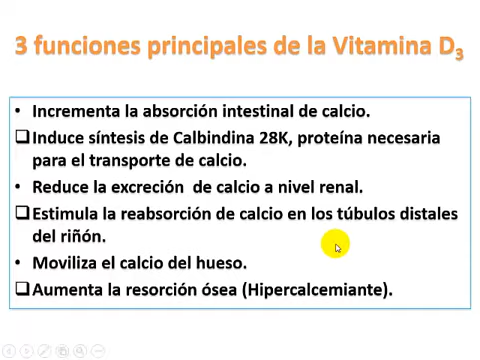 3 funciones principales de la Vitamina D3
• Incrementa la absorción intestinal de calcio.
❑Induce síntesis de Calbindina 28K, proteína necesaria
para el transporte de calcio.
• Reduce la excreción de calcio a nivel renal.
❑Estimula la reabsorción de calcio en los túbulos distales
del riñón.
• Moviliza el calcio del hueso.
❑Aumenta la resorción ósea (Hipercalcemiante).